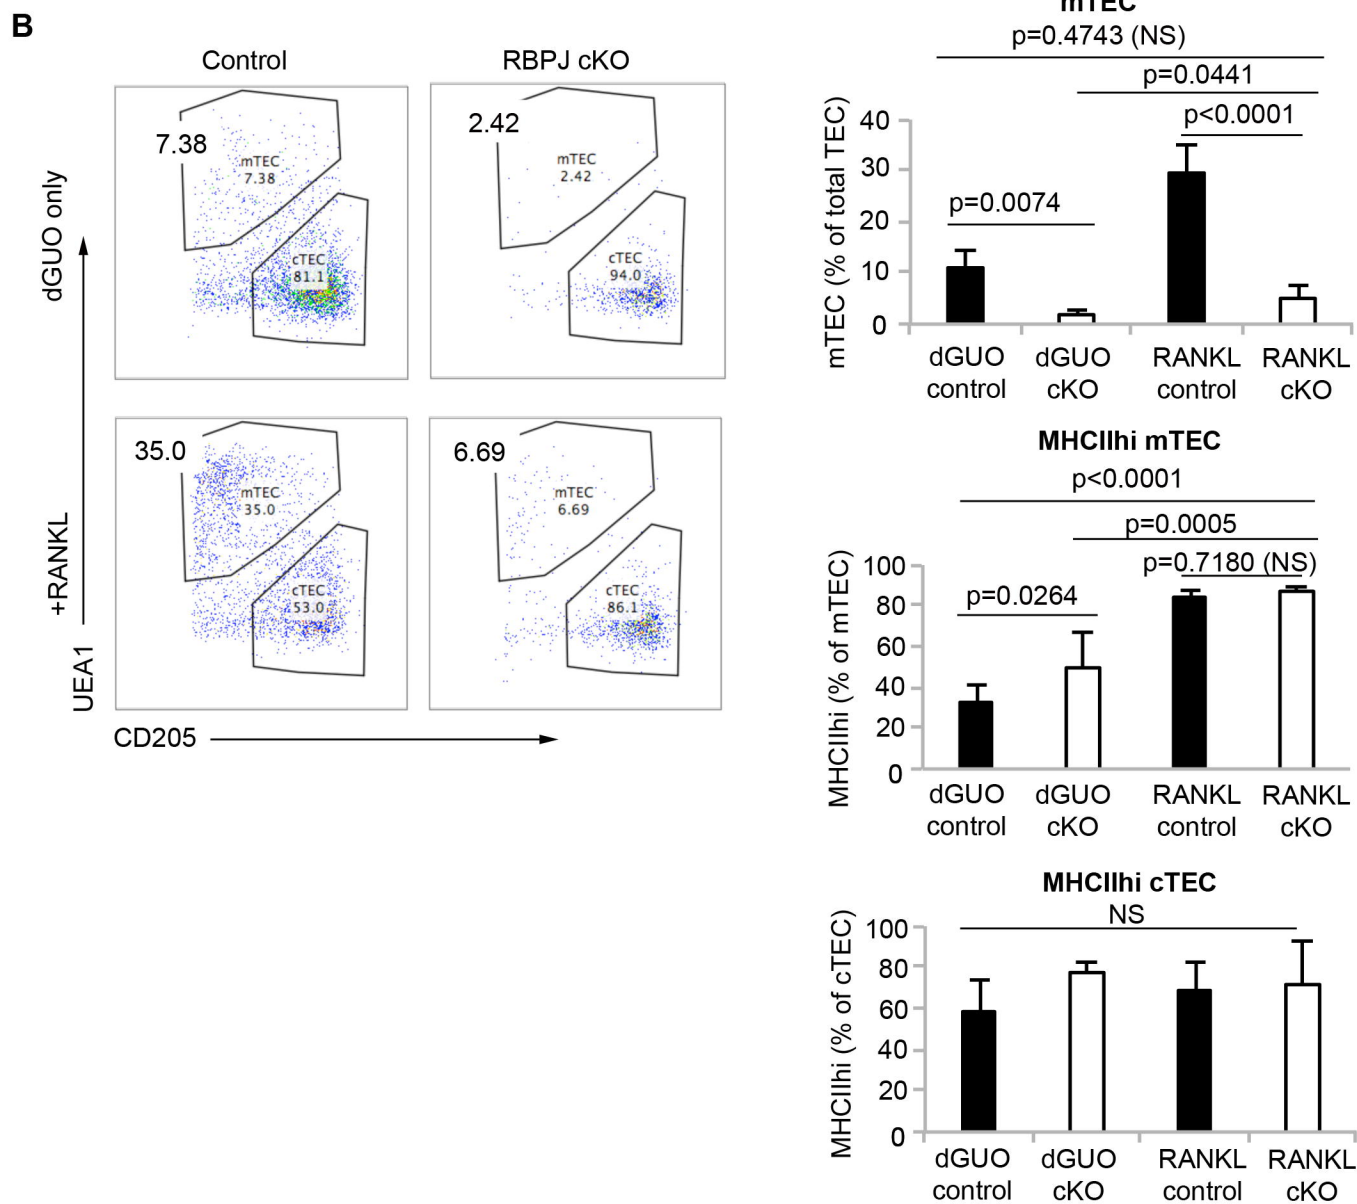 B
Control
RBPJ cKO
dGUO only
+RANKL
UEA1
CD205
7.38
mTEC
7.38
cTEC
81.1
2.42
mTEC
2.42
cTEC
94.0
35.0
mTEC
35.0
cTEC
53.0
6.69
mTEC
6.69
cTEC
86.1
mTEC
p=0.4743 (NS)
p=0.0441
p<0.0001
p=0.0074
mTEC (% of total TEC)
40
30
20
10
0
dGUO control
dGUO cKO
RANKL control
RANKL cKO
MHCIIhi mTEC
p<0.0001
p=0.0005
p=0.7180 (NS)
p=0.0264
MHCIIhi (% of mTEC)
100
80
60
40
20
0
dGUO control
dGUO cKO
RANKL control
RANKL cKO
MHCIIhi cTEC
NS
MHCIIhi (% of cTEC)
100
80
60
40
20
0
dGUO control
dGUO cKO
RANKL control
RANKL cKO